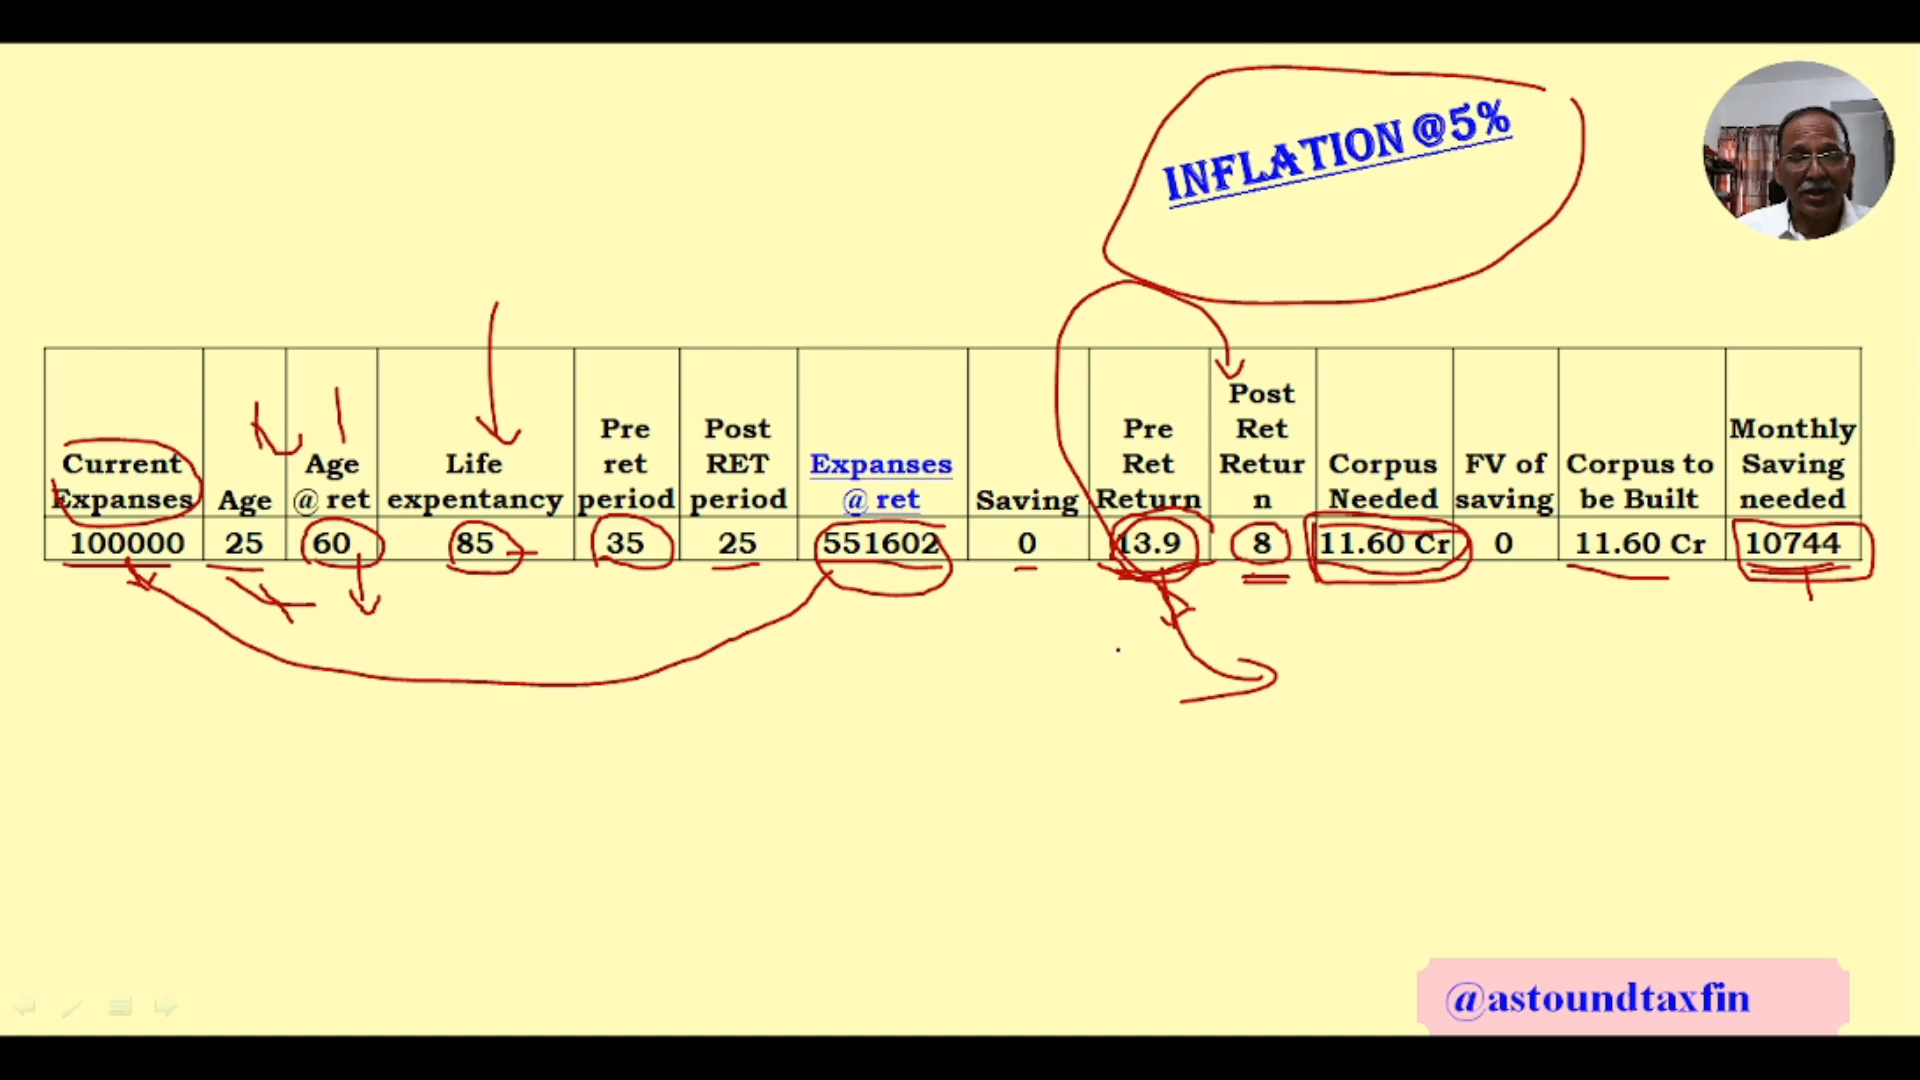 INFLATION @5%
Current Expanses
Age
Age @ ret
Life expentancy
Pre ret period
Post RET period
Expanses @ ret
Saving
Pre Ret Return
Post Ret Retur n
Corpus Needed
FV of saving
Corpus to be Built
Monthly Saving needed
100000 25 60 85 35 25 551602 0 13.9 8 11.60 Cr 0 11.60 Cr 10744
@astoundtaxfin